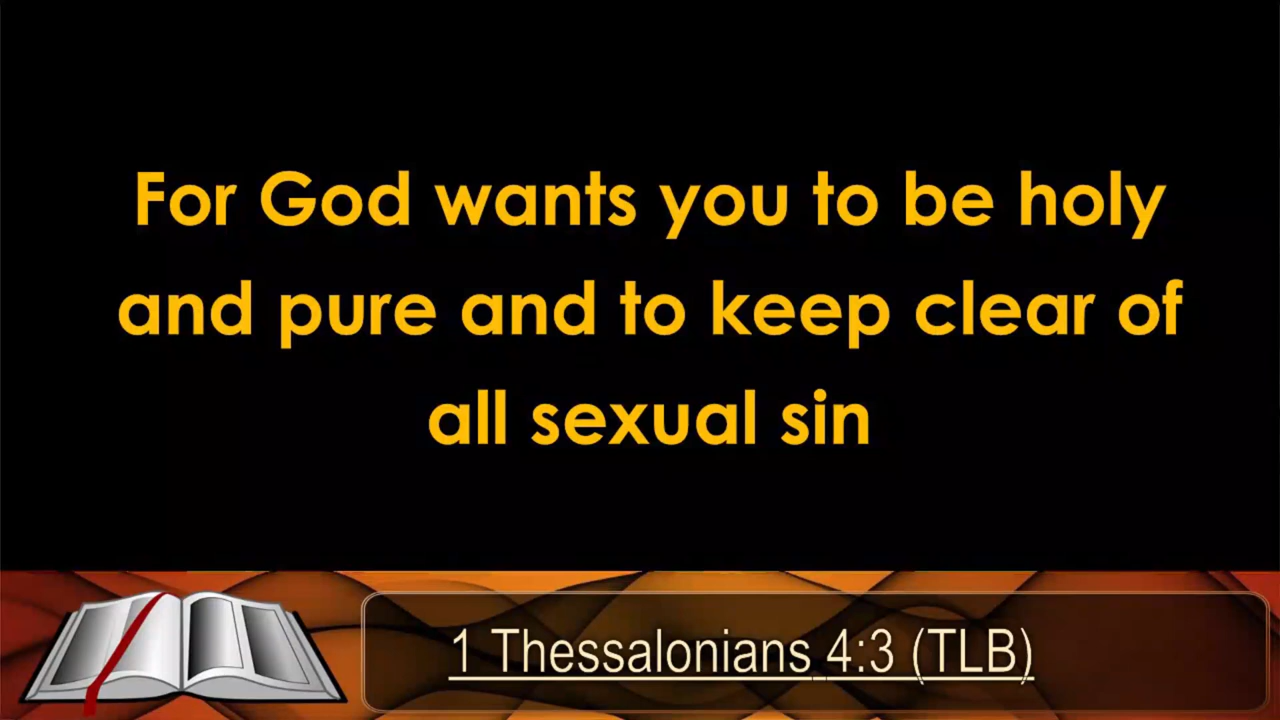 For God wants you to be holy
and pure and to keep clear of
all sexual sin
1 Thessalonians 4:3 (TLB)